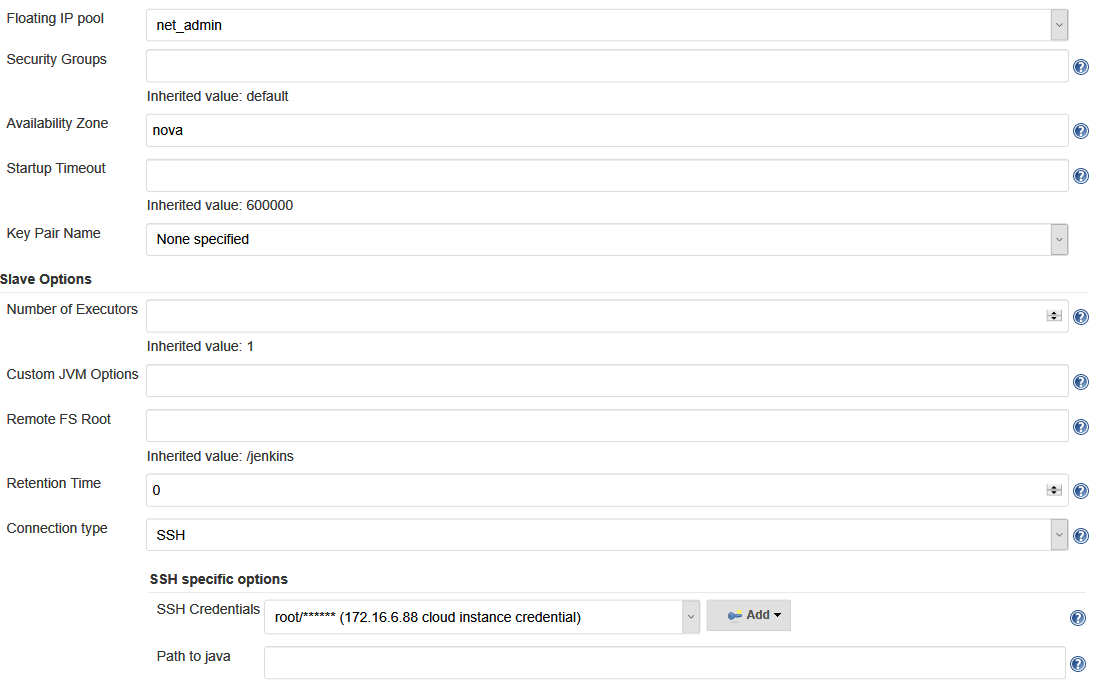 Floating IP pool
net_admin
Security Groups
Inherited value: default
Availability Zone
nova
Startup Timeout
Inherited value: 600000
Key Pair Name
None specified
Slave Options
Number of Executors
Inherited value: 1
Custom JVM Options
Remote FS Root
Inherited value: /jenkins
Retention Time
0
Connection type
SSH
SSH specific options
SSH Credentials
root/****** (172.16.6.88 cloud instance credential)
Add
Path to java